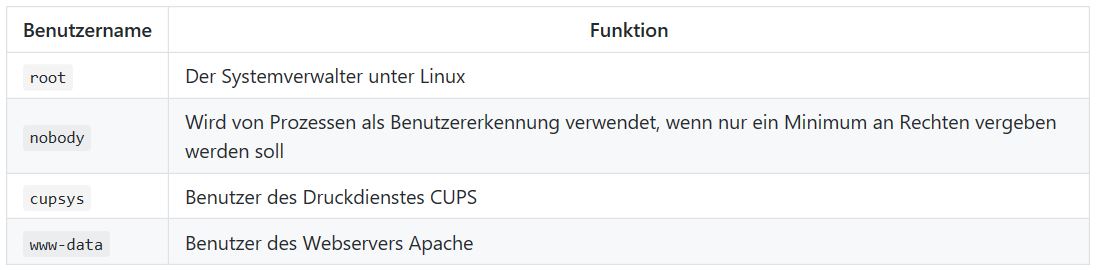 Benutzername Funktion
root Der Systemverwalter unter Linux
nobody Wird von Prozessen als Benutzererkennung verwendet, wenn nur ein Minimum an Rechten vergeben
werden soll
cupsys Benutzer des Druckdienstes CUPS
www-data Benutzer des Webservers Apache